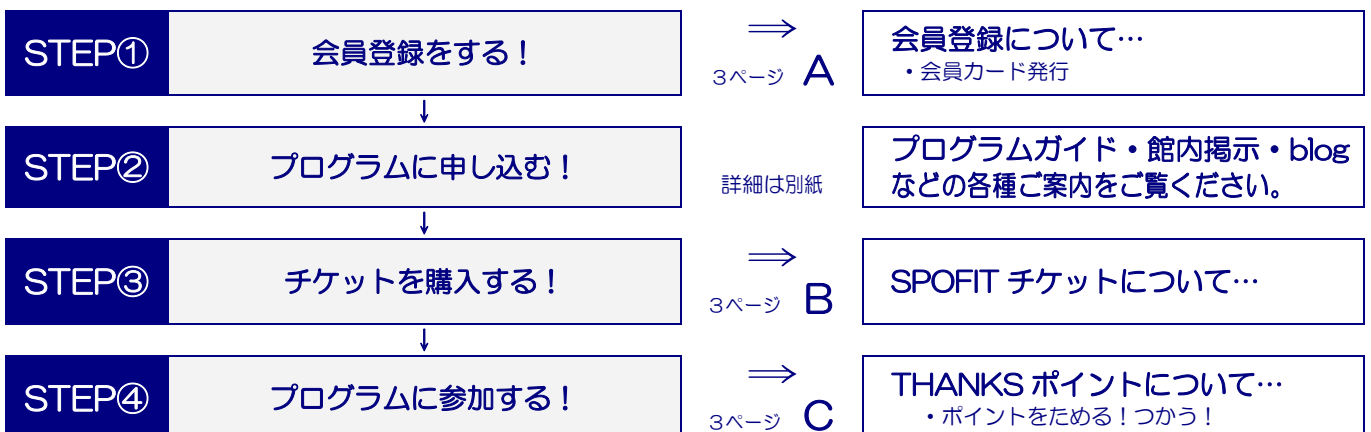 STEP① 会員登録をする！ ⇒ 会員登録について…
3ページ A ・会員カード発行
↓
STEP② プログラムに申し込む！ プログラムガイド・館内掲示・blog
詳細は別紙 などの各種ご案内をご覧ください。
↓
STEP③ チケットを購入する！ ⇒ SPOFIT チケットについて…
3ページ B
↓
STEP④ プログラムに参加する！ ⇒ THANKS ポイントについて…
3ページ C ・ポイントをためる！つかう！